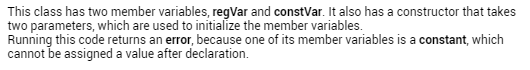 This class has two member variables, regVar and constVar. It also has a constructor that takes
two parameters, which are used to initialize the member variables.
Running this code returns an error, because one of its member variables is a constant, which
cannot be assigned a value after declaration.